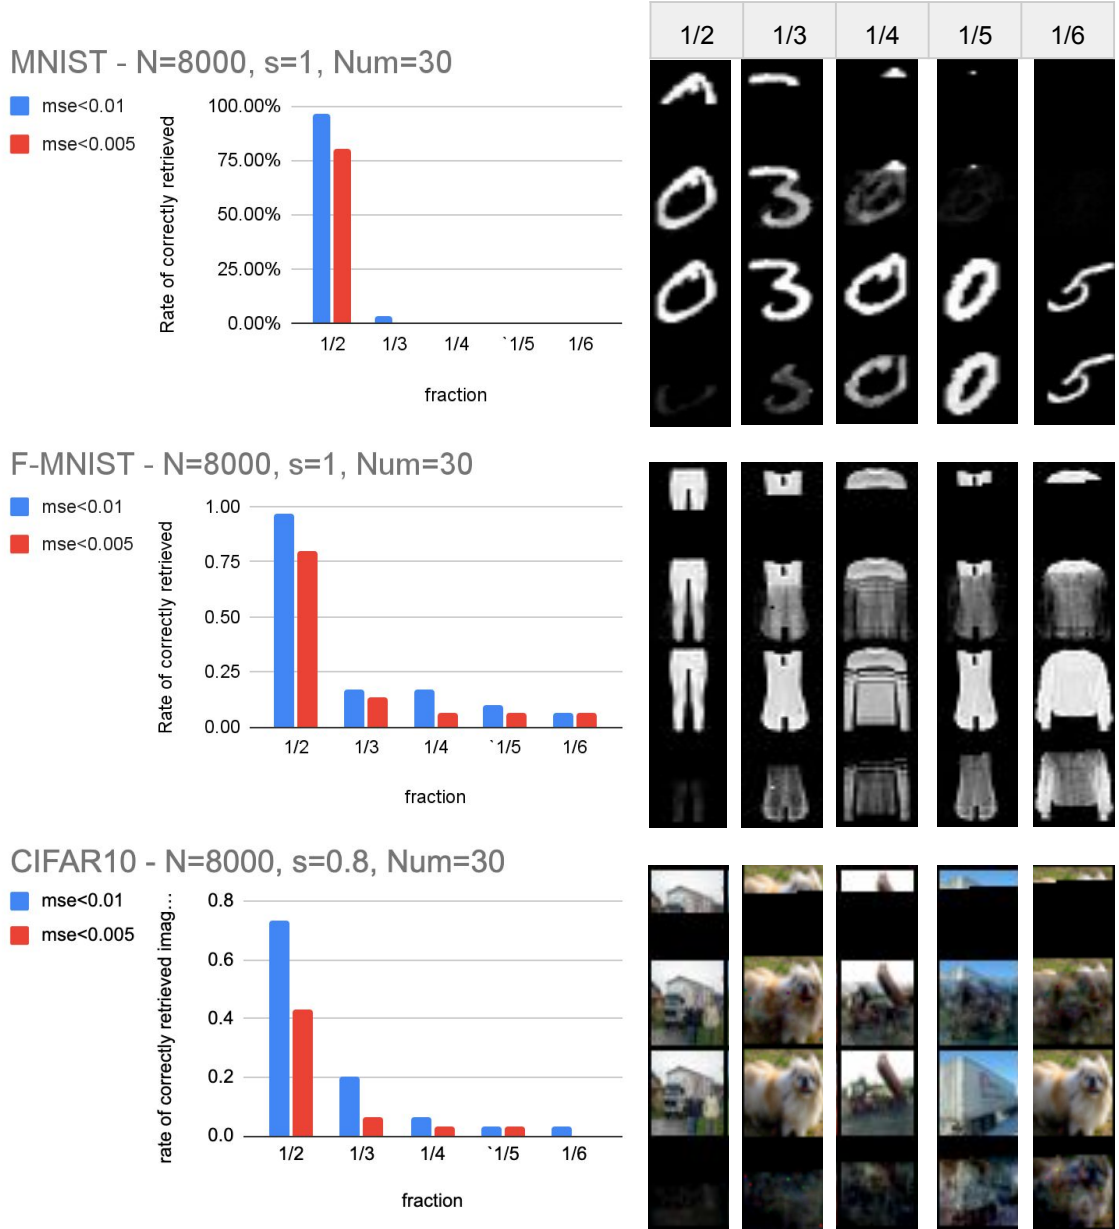 1/2 1/3 1/4 1/5 1/6
MNIST - N=8000, s=1, Num=30
mse<0.01
mse<0.005
Rate of correctly retrieved
100.00%
75.00%
50.00%
25.00%
0.00%
1/2 1/3 1/4 `1/5 1/6
fraction
F-MNIST - N=8000, s=1, Num=30
mse<0.01
mse<0.005
Rate of correctly retrieved
1.00
0.75
0.50
0.25
0.00
1/2 1/3 1/4 `1/5 1/6
fraction
CIFAR10 - N=8000, s=0.8, Num=30
mse<0.01
mse<0.005
rate of correctly retrieved imag...
0.8
0.6
0.4
0.2
0.0
1/2 1/3 1/4 `1/5 1/6
fraction